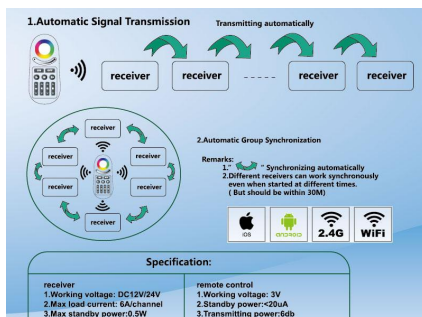 1.Automatic Signal Transmission
Transmitting automatically
receiver
receiver
receiver
receiver
receiver
receiver
receiver
receiver
receiver
receiver
2.Automatic Group Synchronization
Remarks:
1." " Synchronizing automatically
2.Different receivers can work synchronously
even when started at different times.
( But should be within 30M)
iOS
ANDROID
2.4G
WiFi
Specification:
receiver
1.Working voltage: DC12V/24V
2.Max load current: 6A/channel
3.Max standby power:0.5W
remote control
1.Working voltage: 3V
2.Standby power:<20uA
3.Transmitting power:6db